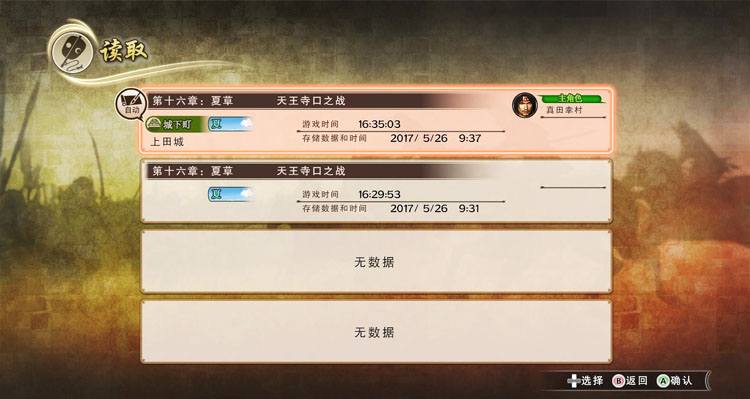 读取
自动
第十六章：夏草 天王寺口之战
主角色
真田幸村
城下町 夏
游戏时间 16:35:03
上田城
存储数据和时间 2017/ 5/26 9:37
第十六章：夏草 天王寺口之战
夏
游戏时间 16:29:53
存储数据和时间 2017/ 5/26 9:31
无数据
无数据
选择 B返回 A确认